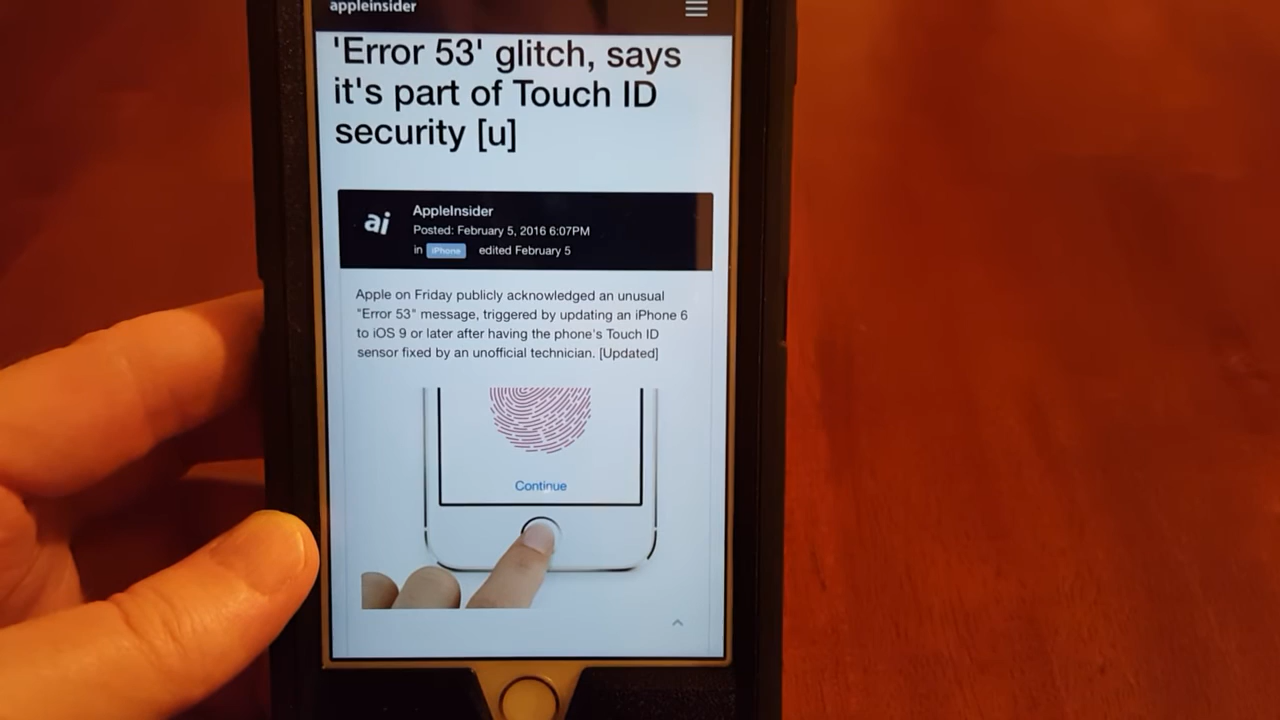 appleinsider
'Error 53' glitch, says
it's part of Touch ID
security [u]
ai
AppleInsider
Posted: February 5, 2016 6:07PM
in iPhone edited February 5
Apple on Friday publicly acknowledged an unusual
"Error 53" message, triggered by updating an iPhone 6
to iOS 9 or later after having the phone's Touch ID
sensor fixed by an unofficial technician. [Updated]
Continue